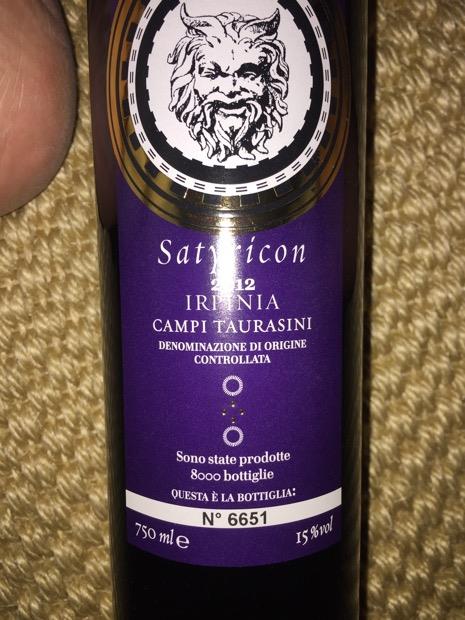 Satyricon
2012
IRPINIA
CAMPI TAURASINI
DENOMINAZIONE DI ORIGINE
CONTROLLATA
Sono state prodotte
8000 bottiglie
QUESTA È LA BOTTIGLIA:
N° 6651
750 ml e 15 %vol